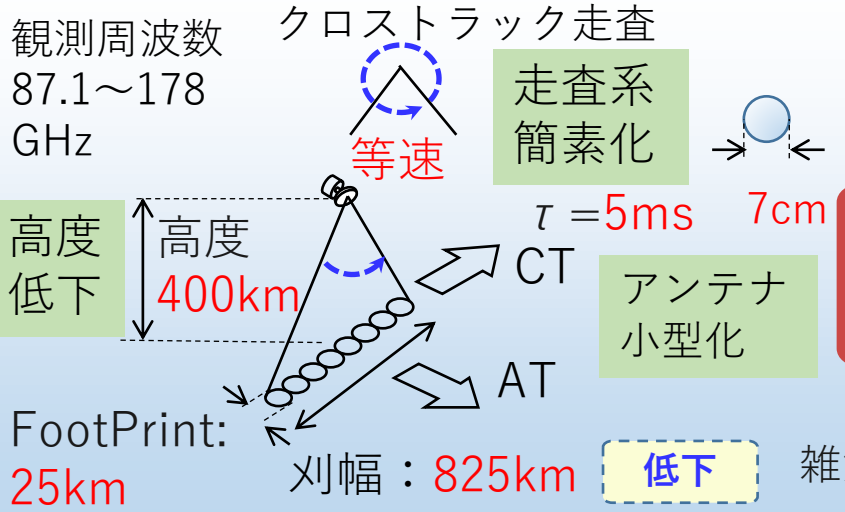 クロストラック走査
観測周波数
87.1～178
GHz
走査系
簡素化
等速
τ =5ms
7cm
高度
低下
高度
400km
CT
アンテナ
小型化
AT
FootPrint:
25km
刈幅：825km
低下
雑